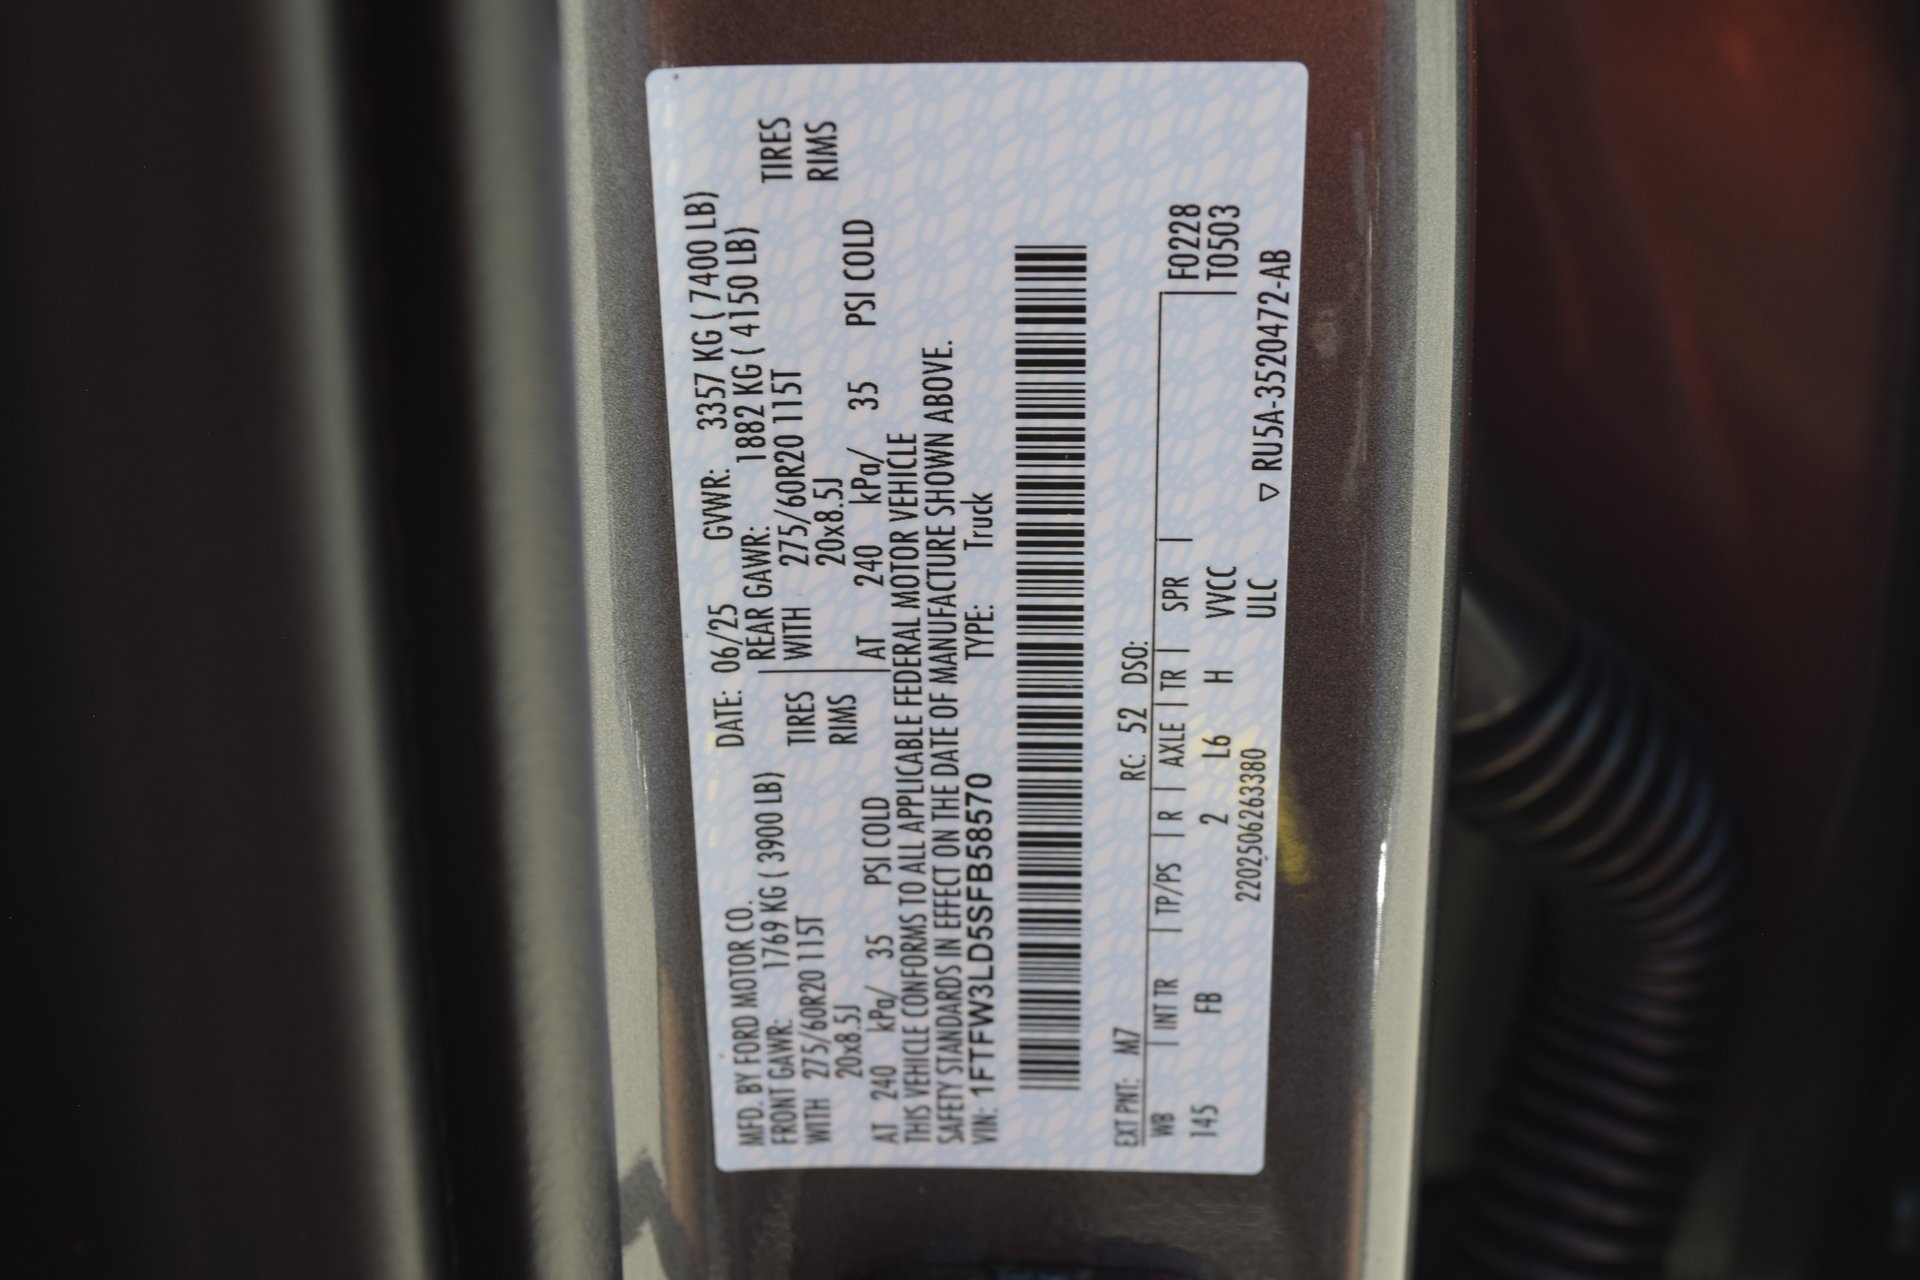 MFD. BY FORD MOTOR CO. DATE: 06/25 GVWR: 3357 KG ( 7400 LB)
FRONT GAWR: 1769 KG ( 3900 LB) REAR GAWR: 1882 KG ( 4150 LB)
WITH 275/60R20 115T TIRES WITH 275/60R20 115T TIRES
20x8.5J RIMS 20x8.5J RIMS
AT 240 kPa/ 35 PSI COLD AT 240 kPa/ 35 PSI COLD
THIS VEHICLE CONFORMS TO ALL APPLICABLE FEDERAL MOTOR VEHICLE
SAFETY STANDARDS IN EFFECT ON THE DATE OF MANUFACTURE SHOWN ABOVE.
VIN: 1FTFW3LD5SFB58570 TYPE: Truck
EXT PNT: M7 RC: 52 DSO:
WB INT TR TP/PS R AXLE TR SPR F0228
145 FB 2 L6 H VVCC T0503
2202506263380 ULC
▽ RU5A-3520472-AB